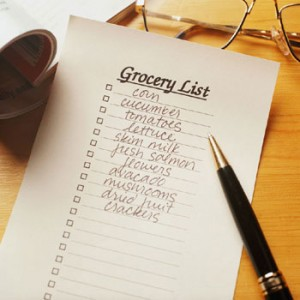 Grocery List
corn
cucumber
tomatoes
lettuce
skim milk
fresh salmon
flowers
avacado
mushrooms
dried fruit
crackers